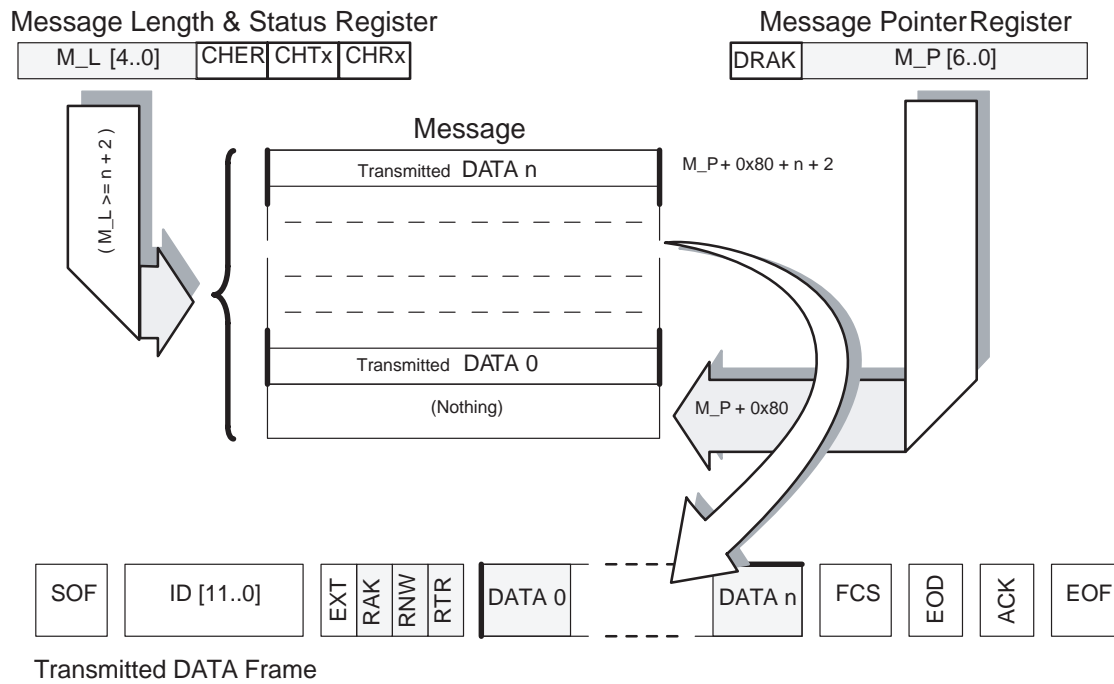 Message Length & Status Register
Message Pointer Register
M_L [4..0] CHER CHTx CHRx
DRAK M_P [6..0]
( M_L >= n + 2 )
Message
Transmitted DATA n
M_P + 0x80 + n + 2
Transmitted DATA 0
(Nothing)
M_P + 0x80
SOF ID [11..0] EXT RAK RNW RTR DATA 0 DATA n FCS EOD ACK EOF
Transmitted DATA Frame